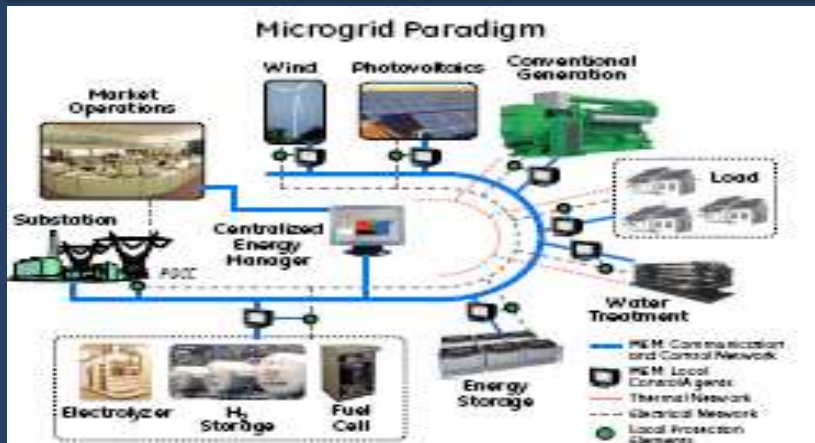 Microgrid Paradigm
Wind
Photovoltaics
Conventional
Generation
Market
Operations
Load
Substation
Centralized
Energy
Manager
Water
Treatment
Energy
Storage
Electrolyzer
H2
Storage
Fuel
Cell
MEM Communication
and Control Network
MEM Local
Control Agents
Thermal Network
Electrical Network
Local Protection
Elements